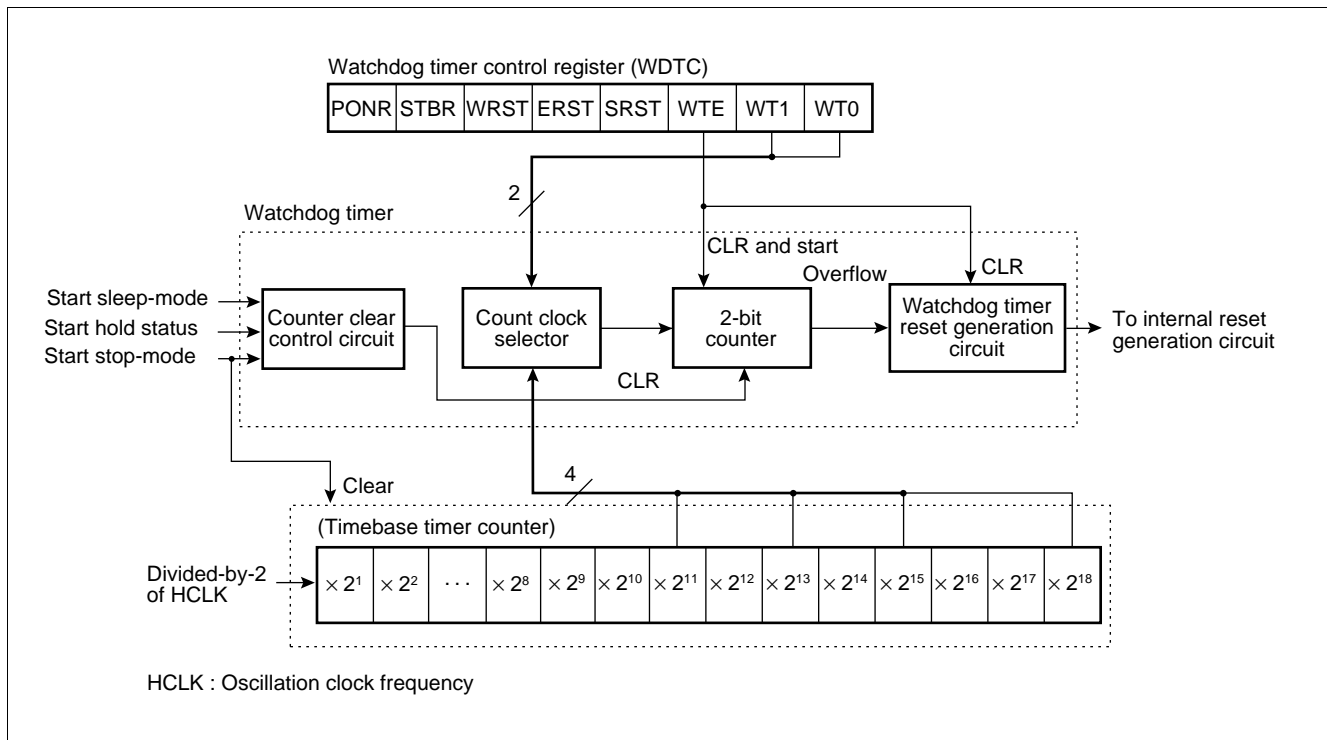 Watchdog timer control register (WDTC)
PONR STBR WRST ERST SRST WTE WT1 WT0
2
Watchdog timer
CLR and start
Overflow
CLR
Start sleep-mode
Start hold status
Start stop-mode
Counter clear
control circuit
Count clock
selector
2-bit
counter
Watchdog timer
reset generation
circuit
To internal reset
generation circuit
CLR
4
Clear
(Timebase timer counter)
Divided-by-2
of HCLK
× 2¹ × 2² ··· × 2⁸ × 2⁹ × 2¹⁰ × 2¹¹ × 2¹² × 2¹³ × 2¹⁴ × 2¹⁵ × 2¹⁶ × 2¹⁷ × 2¹⁸
HCLK : Oscillation clock frequency